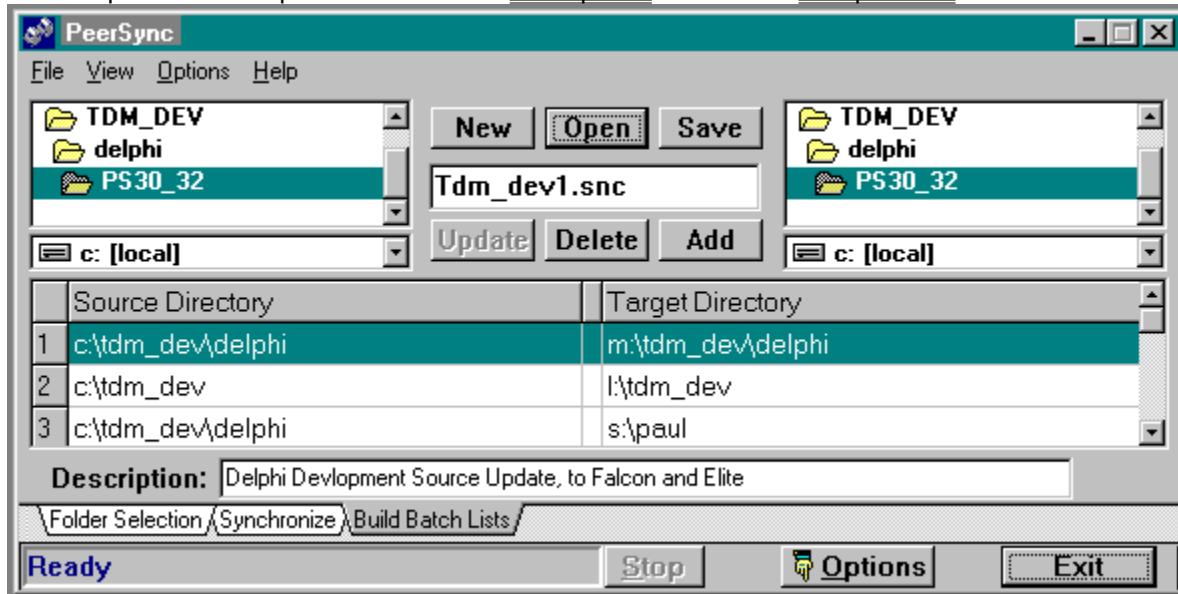 PeerSync
File View Options Help
TDM_DEV New Open Save TDM_DEV
delphi delphi
PS30_32 Tdm_dev1.snc PS30_32
c: [local] Update Delete Add c: [local]
Source Directory Target Directory
1 c:\tdm_dev\delphi m:\tdm_dev\delphi
2 c:\tdm_dev l:\tdm_dev
3 c:\tdm_dev\delphi s:\paul
Description: Delphi Devlopment Source Update, to Falcon and Elite
Folder Selection Synchronize Build Batch Lists
Ready Stop Options Exit